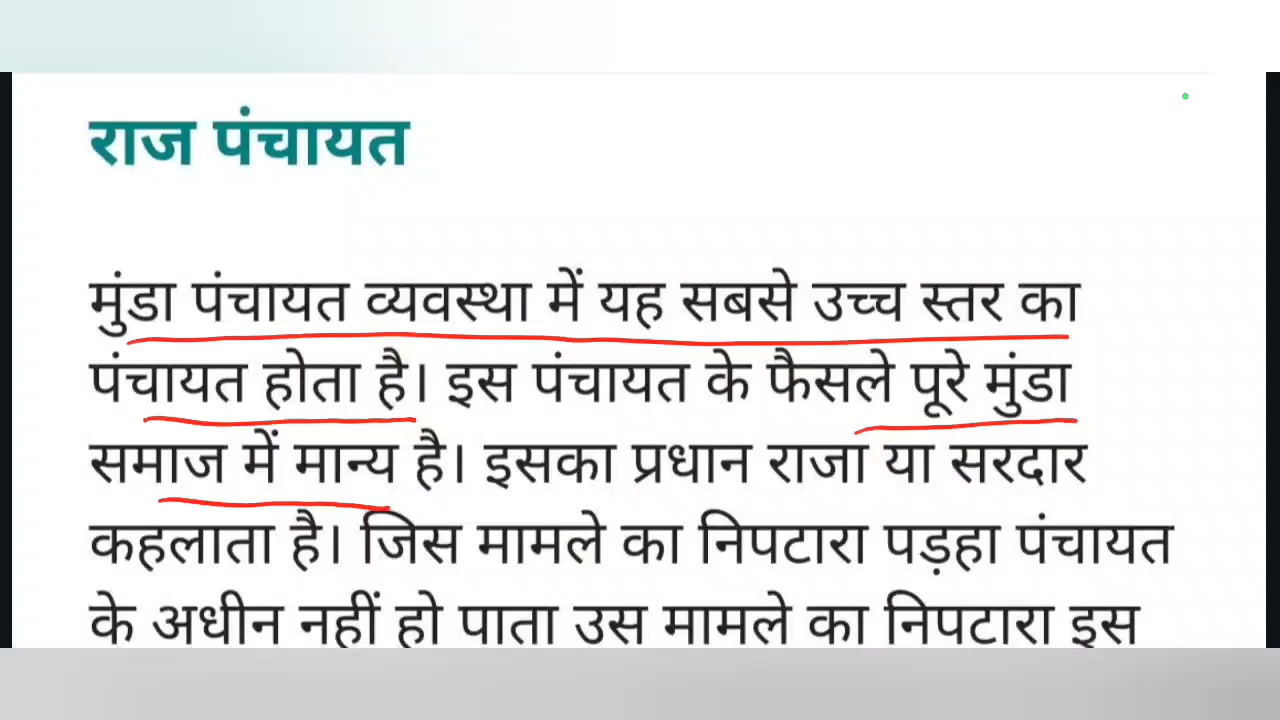 राज पंचायत
मुंडा पंचायत व्यवस्था में यह सबसे उच्च स्तर का
पंचायत होता है। इस पंचायत के फैसले पूरे मुंडा
समाज में मान्य है। इसका प्रधान राजा या सरदार
कहलाता है। जिस मामले का निपटारा पड़हा पंचायत
के अधीन नहीं हो पाता उस मामले का निपटारा इस